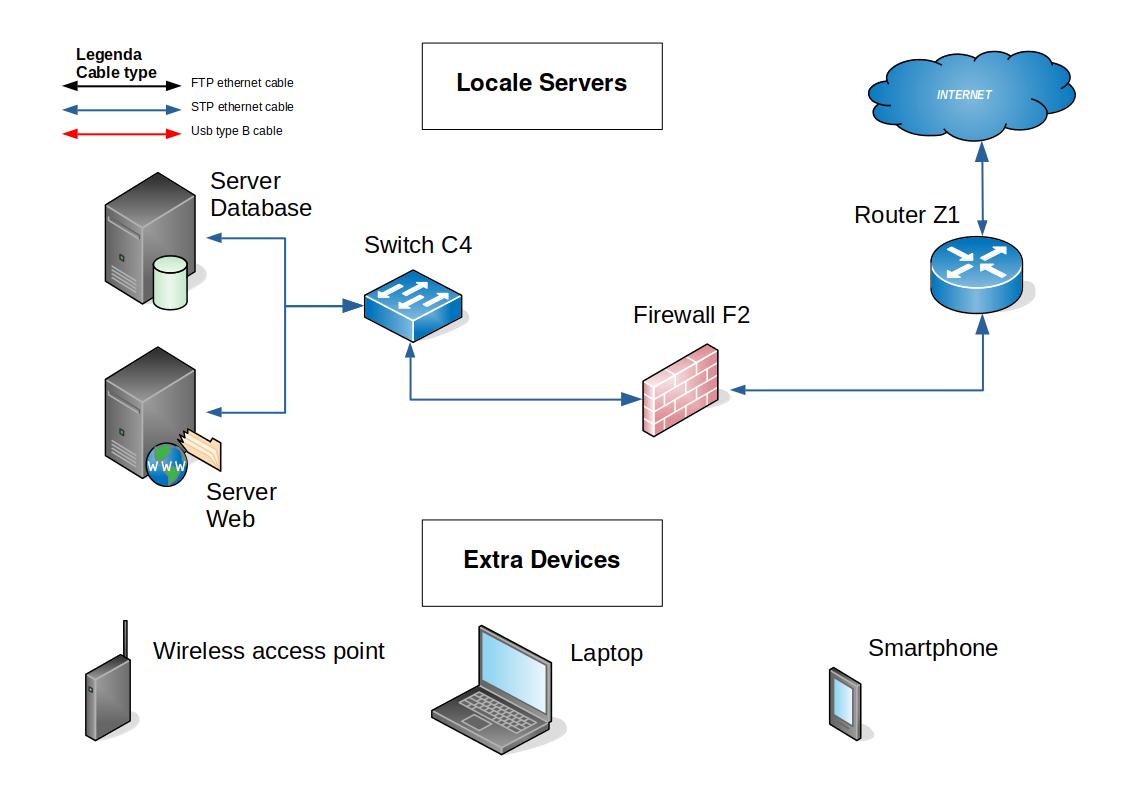 Legenda
Cable type
FTP ethernet cable
STP ethernet cable
Usb type B cable
Locale Servers
INTERNET
Server
Database
Router Z1
Switch C4
Firewall F2
WWW
Server
Web
Extra Devices
Wireless access point
Laptop
Smartphone